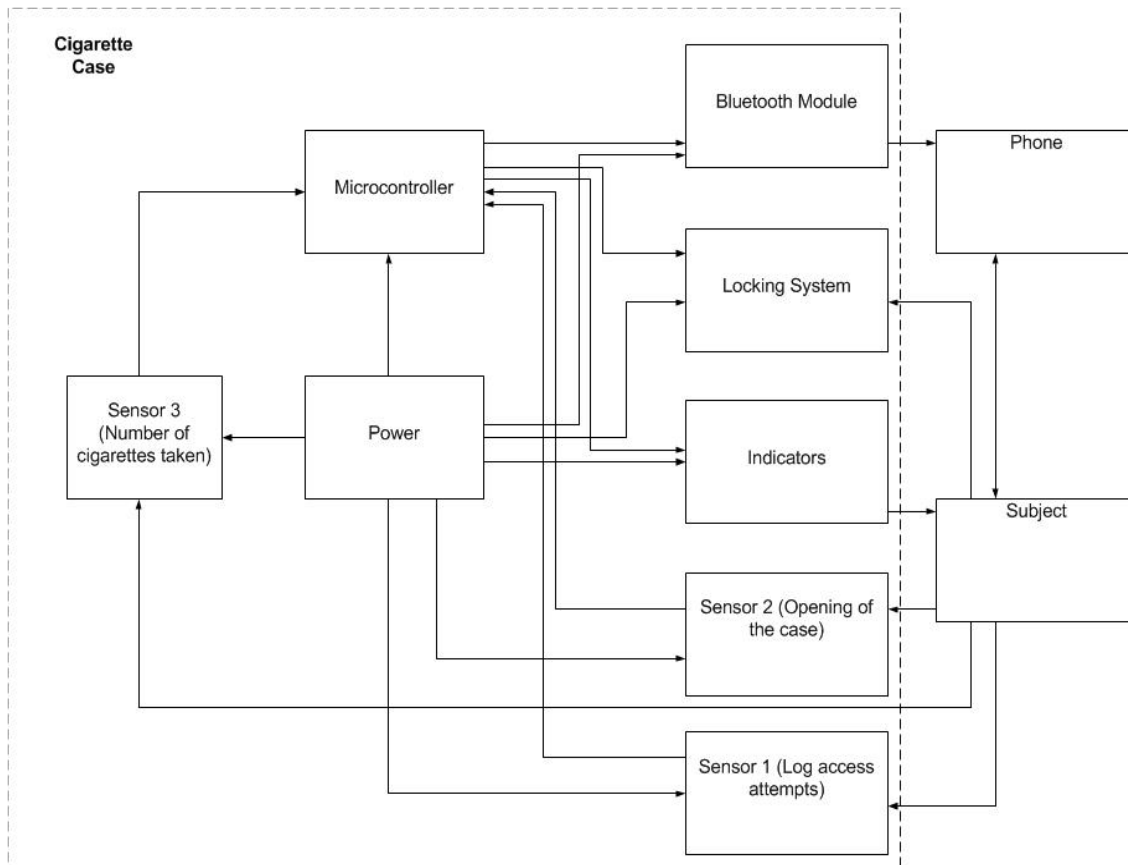 Cigarette
Case
Bluetooth Module
Phone
Microcontroller
Locking System
Sensor 3
(Number of
cigarettes taken)
Power
Indicators
Subject
Sensor 2 (Opening of
the case)
Sensor 1 (Log access
attempts)